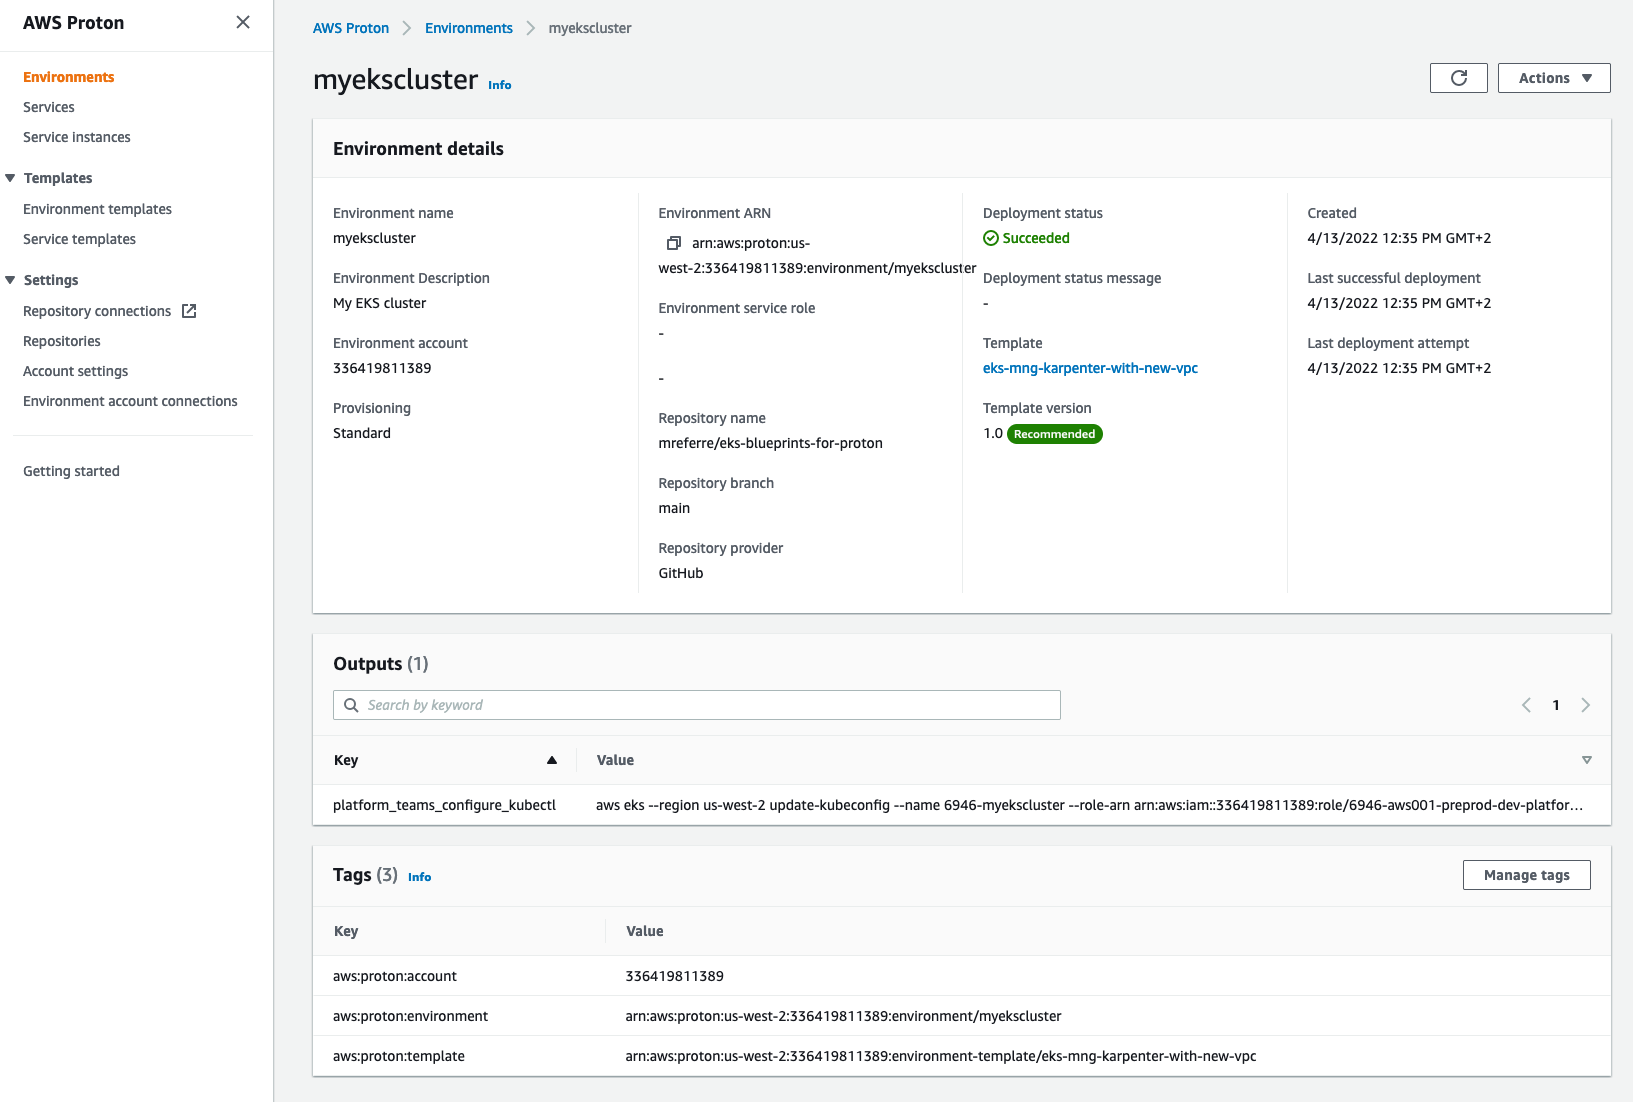 AWS Proton
Environments
Services
Service instances
Templates
Environment templates
Service templates
Settings
Repository connections
Repositories
Account settings
Environment account connections
Getting started
AWS Proton
Environments
myekscluster
myekscluster Info
Actions
Environment details
Environment name
myekscluster
Environment Description
My EKS cluster
Environment account
336419811389
Provisioning
Standard
Environment ARN
arn:aws:proton:us-
west-2:336419811389:environment/myekscluster
Environment service role
-
-
Repository name
mreferre/eks-blueprints-for-proton
Repository branch
main
Repository provider
GitHub
Deployment status
Succeeded
Deployment status message
-
Template
eks-mng-karpenter-with-new-vpc
Template version
1.0 Recommended
Created
4/13/2022 12:35 PM GMT+2
Last successful deployment
4/13/2022 12:35 PM GMT+2
Last deployment attempt
4/13/2022 12:35 PM GMT+2
Outputs (1)
Search by keyword
1
Key Value
platform_teams_configure_kubectl aws eks --region us-west-2 update-kubeconfig --name 6946-myekscluster --role-arn arn:aws:iam::336419811389:role/6946-aws001-preprod-dev-platfor...
Tags (3) Info
Manage tags
Key Value
aws:proton:account 336419811389
aws:proton:environment arn:aws:proton:us-west-2:336419811389:environment/myekscluster
aws:proton:template arn:aws:proton:us-west-2:336419811389:environment-template/eks-mng-karpenter-with-new-vpc